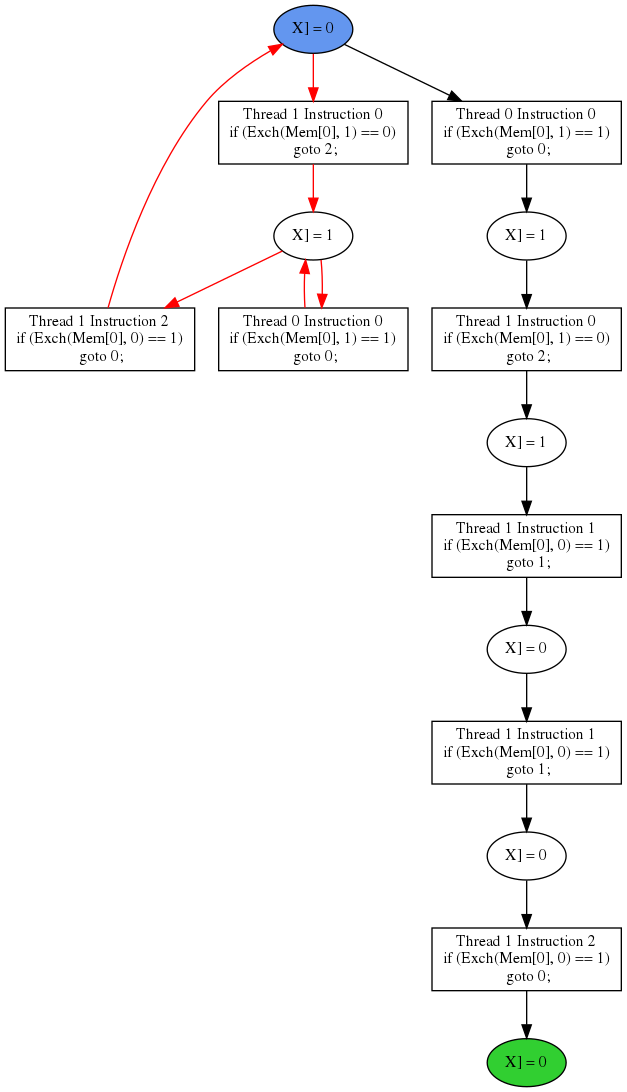 X] = 0
Thread 1 Instruction 0
if (Exch(Mem[0], 1) == 0)
goto 2;
Thread 0 Instruction 0
if (Exch(Mem[0], 1) == 1)
goto 0;
X] = 1
X] = 1
Thread 1 Instruction 2
if (Exch(Mem[0], 0) == 1)
goto 0;
Thread 0 Instruction 0
if (Exch(Mem[0], 1) == 1)
goto 0;
Thread 1 Instruction 0
if (Exch(Mem[0], 1) == 0)
goto 2;
X] = 1
Thread 1 Instruction 1
if (Exch(Mem[0], 0) == 1)
goto 1;
X] = 0
Thread 1 Instruction 1
if (Exch(Mem[0], 0) == 1)
goto 1;
X] = 0
Thread 1 Instruction 2
if (Exch(Mem[0], 0) == 1)
goto 0;
X] = 0